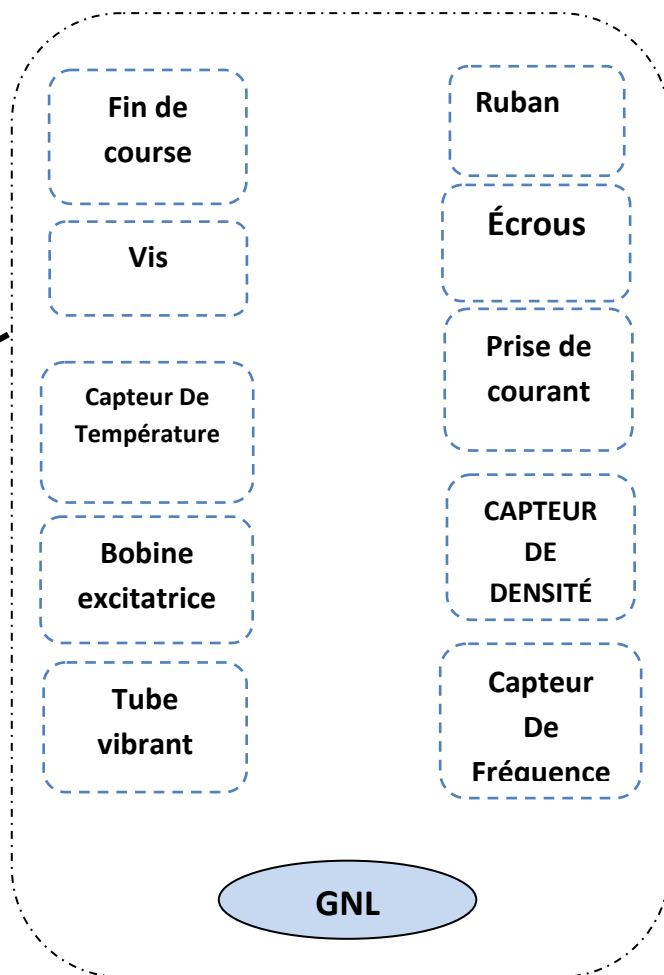 Fin de
course
Ruban
Vis
Écrous
Prise de
courant
Capteur De
Température
CAPTEUR
DE
DENSITÉ
Bobine
excitatrice
Tube
vibrant
Capteur
De
Fréquence
GNL